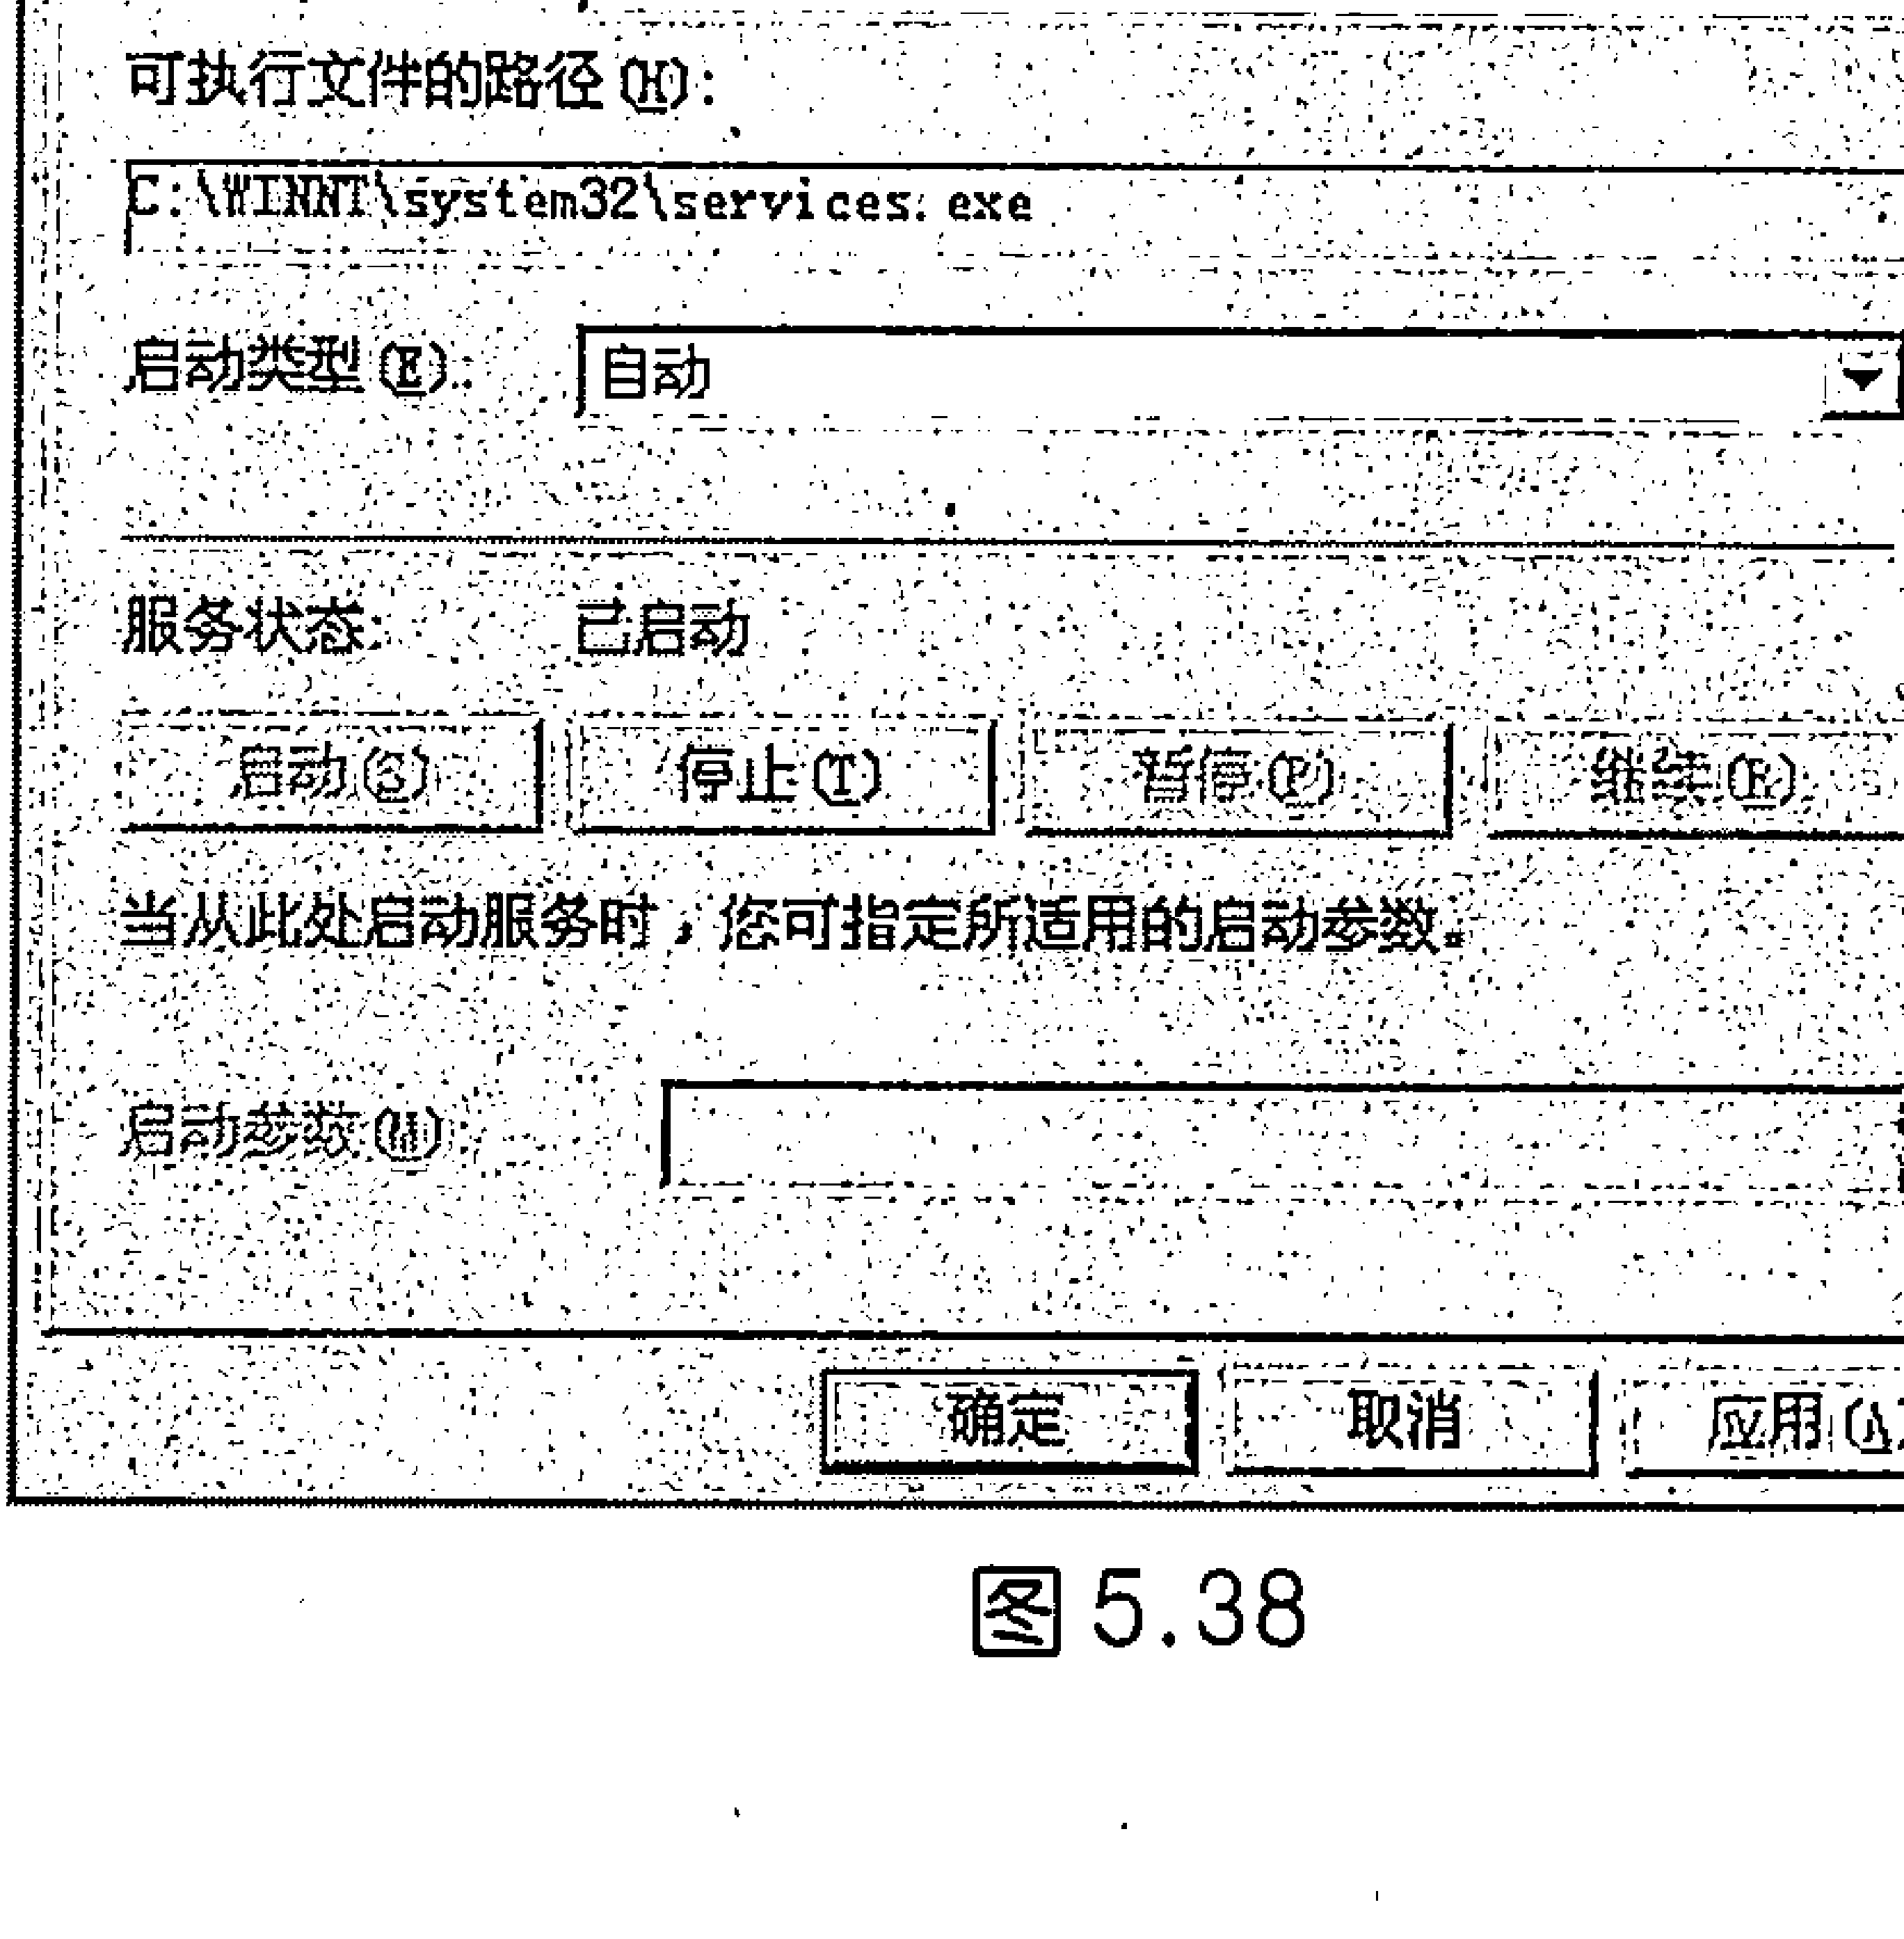 可执行文件的路径(H):
C:\WINNT\system32\services.exe
启动类型(E): 自动
服务状态: 已启动
启动(S) 停止(T) 暂停(P) 继续(R)
当从此处启动服务时，您可指定所适用的启动参数。
启动参数(M):
确定 取消 应用(A)
图 5.38